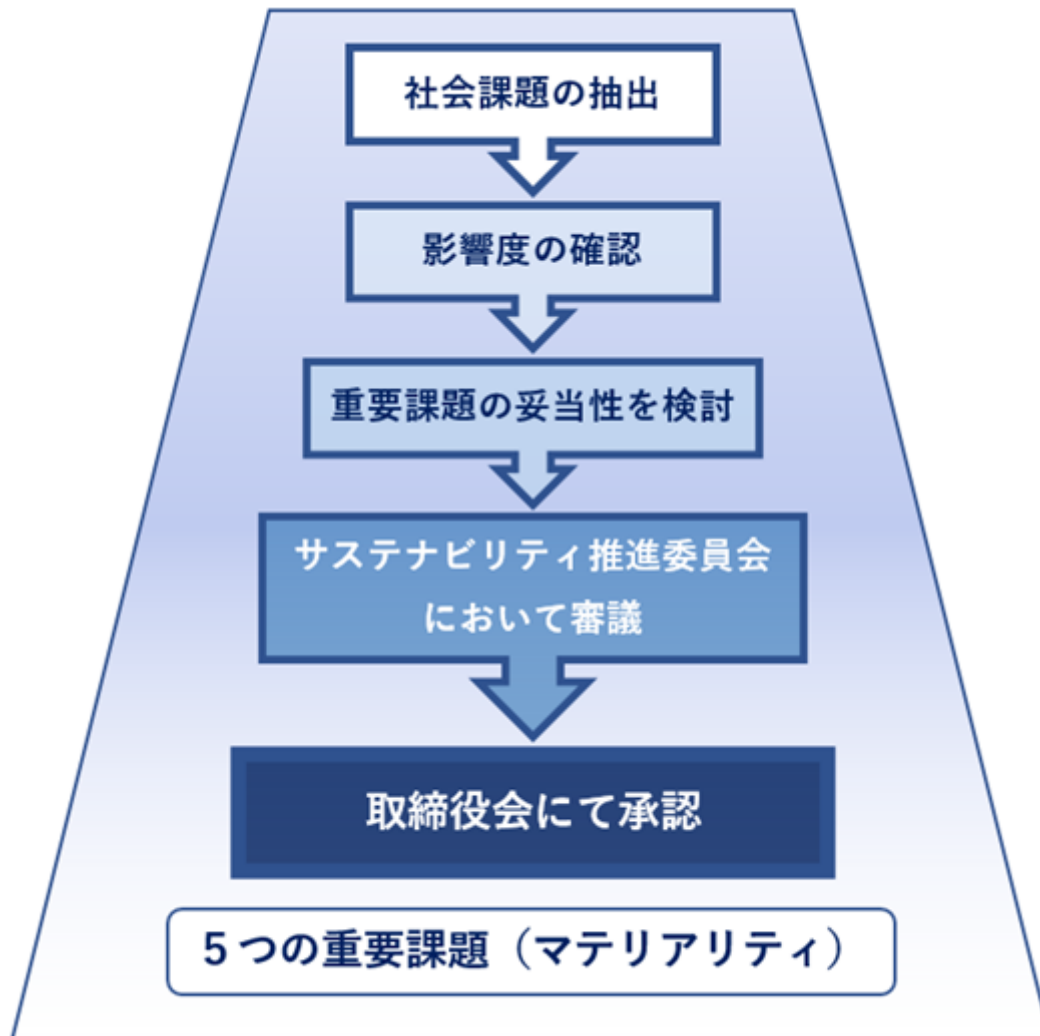 社会課題の抽出
影響度の確認
重要課題の妥当性を検討
サステナビリティ推進委員会
において審議
取締役会にて承認
5つの重要課題（マテリアリティ）